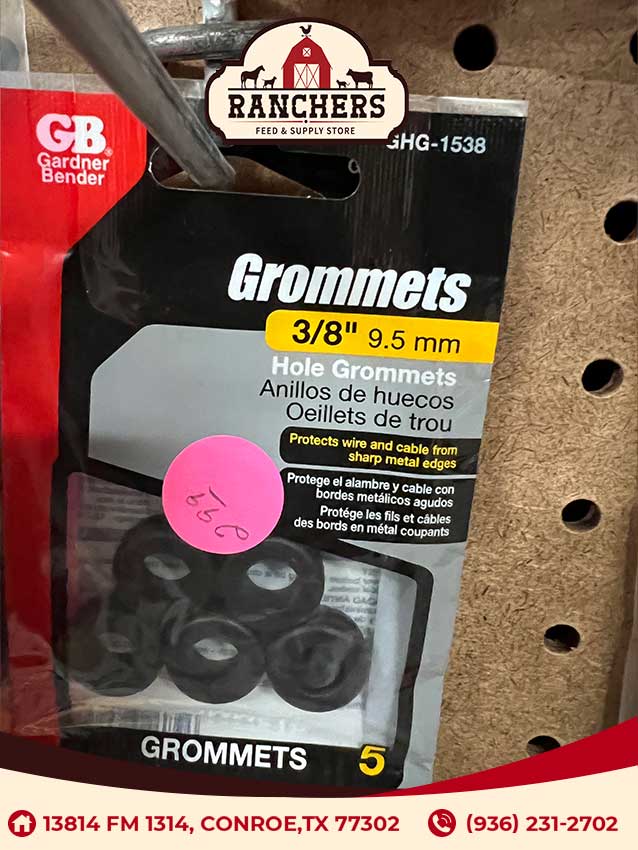 RANCHERS
FEED & SUPPLY STORE
GB
Gardner
Bender
GHG-1538
Grommets
3/8" 9.5 mm
Hole Grommets
Anillos de huecos
Oeillets de trou
Protects wire and cable from
sharp metal edges
Protege el alambre y cable con
bordes metálicos agudos
Protége les fils et câbles
des bords en métal coupants
GROMMETS 5
13814 FM 1314, CONROE,TX 77302
(936) 231-2702